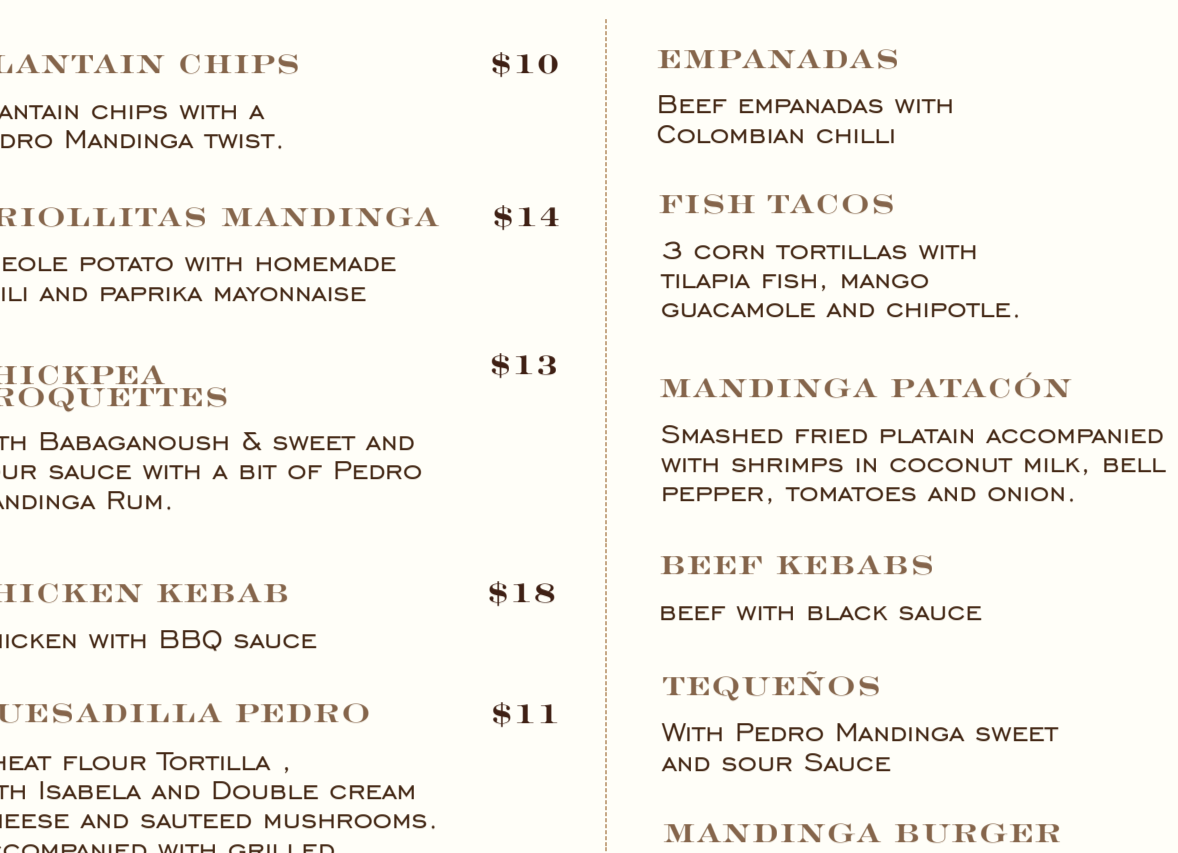 LANTAIN CHIPS $10
ANTAIN CHIPS WITH A
DRO MANDINGA TWIST.
RIOLLITAS MANDINGA $14
EOLE POTATO WITH HOMEMADE
ILI AND PAPRIKA MAYONNAISE
HICKPEA $13
ROQUETTES
TH BABAGANOUSH & SWEET AND
UR SAUCE WITH A BIT OF PEDRO
ANDINGA RUM.
HICKEN KEBAB $18
HICKEN WITH BBQ SAUCE
UESADILLA PEDRO $11
HEAT FLOUR TORTILLA ,
TH ISABELA AND DOUBLE CREAM
HEESE AND SAUTEED MUSHROOMS.
CCOMPANIED WITH GRILLED
EMPANADAS
BEEF EMPANADAS WITH
COLOMBIAN CHILLI
FISH TACOS
3 CORN TORTILLAS WITH
TILAPIA FISH, MANGO
GUACAMOLE AND CHIPOTLE.
MANDINGA PATACÓN
SMASHED FRIED PLATAIN ACCOMPANIED
WITH SHRIMPS IN COCONUT MILK, BELL
PEPPER, TOMATOES AND ONION.
BEEF KEBABS
BEEF WITH BLACK SAUCE
TEQUEÑOS
WITH PEDRO MANDINGA SWEET
AND SOUR SAUCE
MANDINGA BURGER